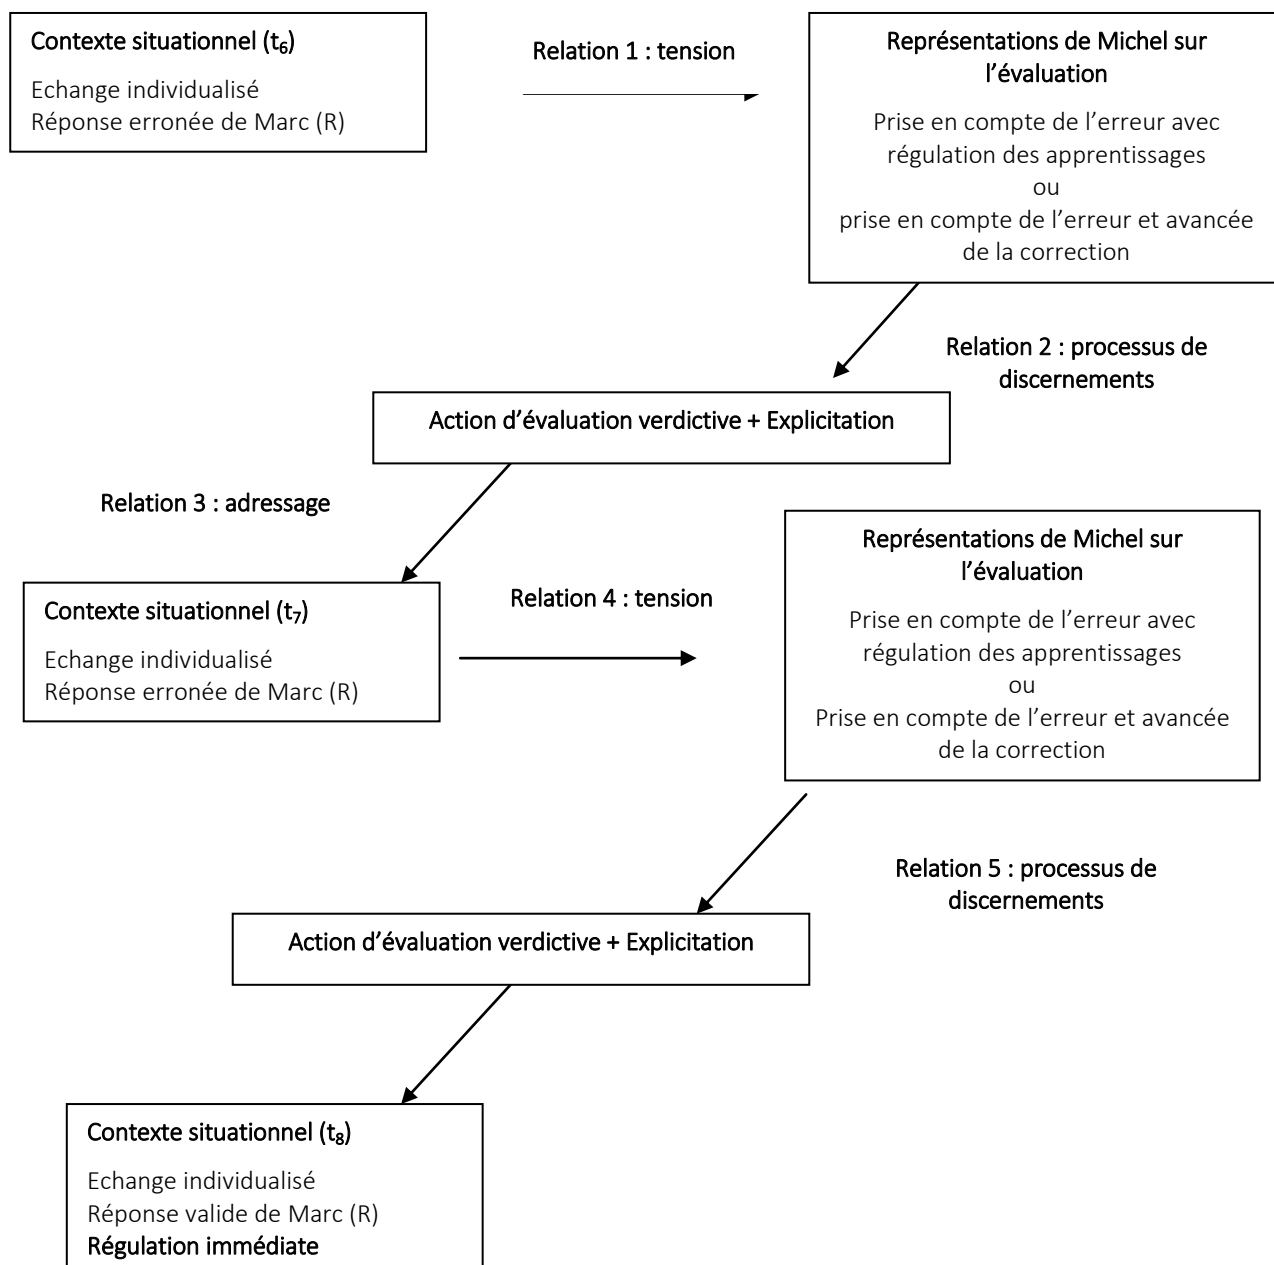 Contexte situationnel (t₆)
Echange individualisé
Réponse erronée de Marc (R)
Relation 1 : tension
Représentations de Michel sur
l’évaluation
Prise en compte de l’erreur avec
régulation des apprentissages
ou
prise en compte de l’erreur et avancée
de la correction
Relation 2 : processus de
discernements
Action d’évaluation verdictive + Explicitation
Relation 3 : adressage
Contexte situationnel (t₇)
Echange individualisé
Réponse erronée de Marc (R)
Relation 4 : tension
Représentations de Michel sur
l’évaluation
Prise en compte de l’erreur avec
régulation des apprentissages
ou
Prise en compte de l’erreur et avancée
de la correction
Relation 5 : processus de
discernements
Action d’évaluation verdictive + Explicitation
Contexte situationnel (t₈)
Echange individualisé
Réponse valide de Marc (R)
Régulation immédiate